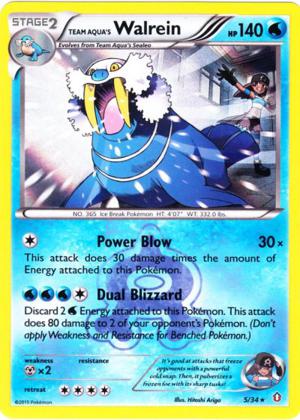 STAGE2
TEAM AQUA'S Walrein HP140
Evolves from Team Aqua's Sealeo
NO. 365 Ice Break Pokémon HT: 4'07" WT: 332.0 lbs.
Power Blow 30×
This attack does 30 damage times the amount of
Energy attached to this Pokémon.
Dual Blizzard
Discard 2 Energy attached to this Pokémon. This attack
does 80 damage to 2 of your opponent's Pokémon. (Don't
apply Weakness and Resistance for Benched Pokémon.)
weakness resistance
×2
retreat
It's good at attacks that freeze
opponents with a powerful
cold snap. Then, it pulverizes its
frozen foe with its sharp tusks!
Illus. Hitoshi Ariga 5/34 ★
©2015 Pokémon